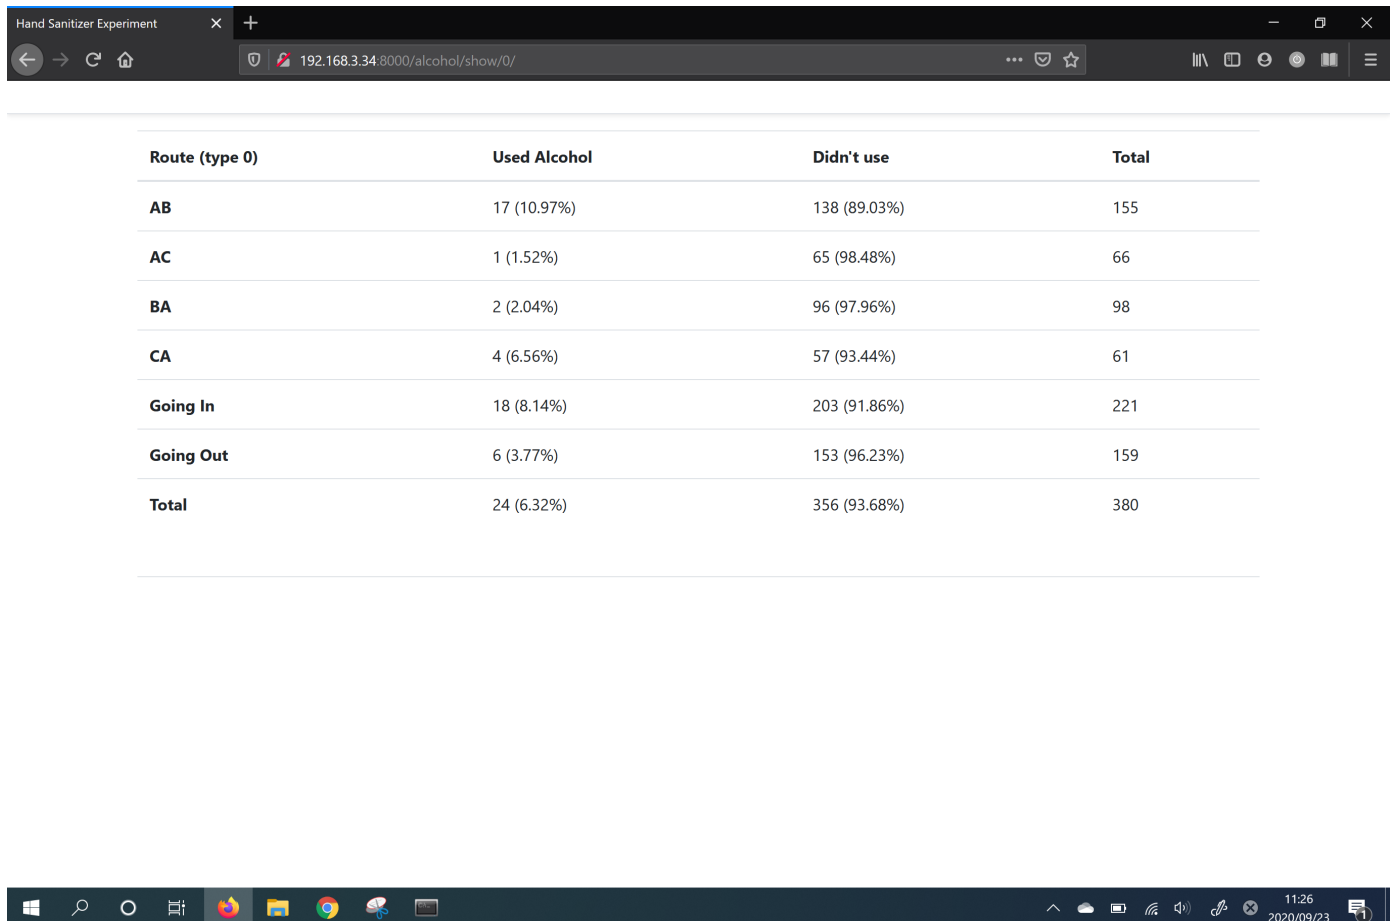 Hand Sanitizer Experiment
192.168.3.34:8000/alcohol/show/0/
Route (type 0) Used Alcohol Didn't use Total
AB 17 (10.97%) 138 (89.03%) 155
AC 1 (1.52%) 65 (98.48%) 66
BA 2 (2.04%) 96 (97.96%) 98
CA 4 (6.56%) 57 (93.44%) 61
Going In 18 (8.14%) 203 (91.86%) 221
Going Out 6 (3.77%) 153 (96.23%) 159
Total 24 (6.32%) 356 (93.68%) 380
11:26
2020/09/23
1